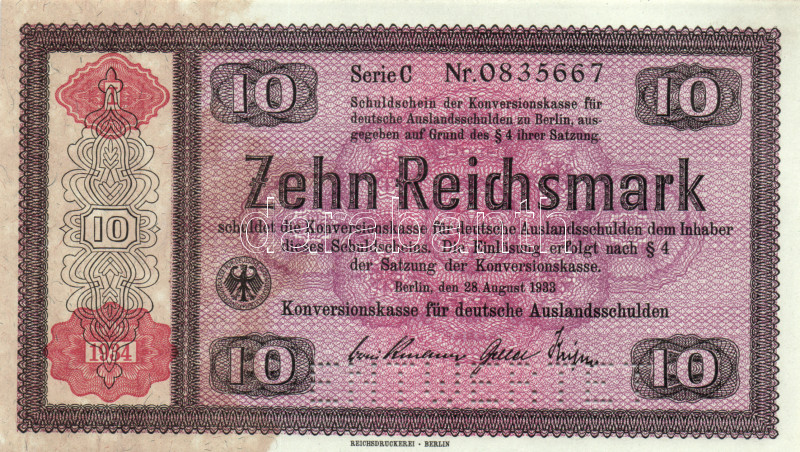 Serie C Nr.0835667
10 10
Schuldschein der Konversionskasse für
deutsche Auslandsschulden zu Berlin, aus-
gegeben auf Grund des § 4 ihrer Satzung.
Zehn Reichsmark
darabanth
schuldet die Konversionskasse für deutsche Auslandsschulden dem Inhaber
dieses Schuldscheins. Die Einlösung erfolgt nach § 4
der Satzung der Konversionskasse.
Berlin, den 28. August 1933
Konversionskasse für deutsche Auslandsschulden
10
1934
10 10
REICHSDRUCKEREI - BERLIN